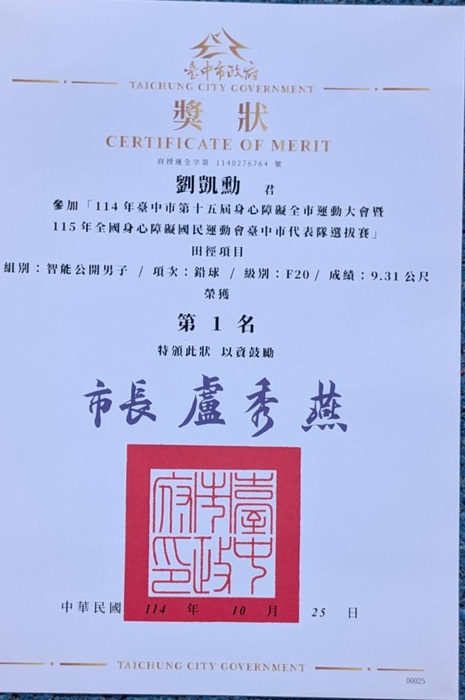 臺中市政府
TAICHUNG CITY GOVERNMENT
獎狀
CERTIFICATE OF MERIT
府授運全字第 1140276764 號
劉凱勳 君
參加「114年臺中市第十五屆身心障礙全市運動大會暨
115年全國身心障礙國民運動會臺中市代表隊選拔賽」
田徑項目
組別：智能公開男子 / 項次：鉛球 / 級別：F20 / 成績：9.31公尺
榮獲
第1名
特頒此狀 以資鼓勵
市長 盧秀燕
臺中市政府印
中華民國 114 年 10 月 25 日
TAICHUNG CITY GOVERNMENT
00025